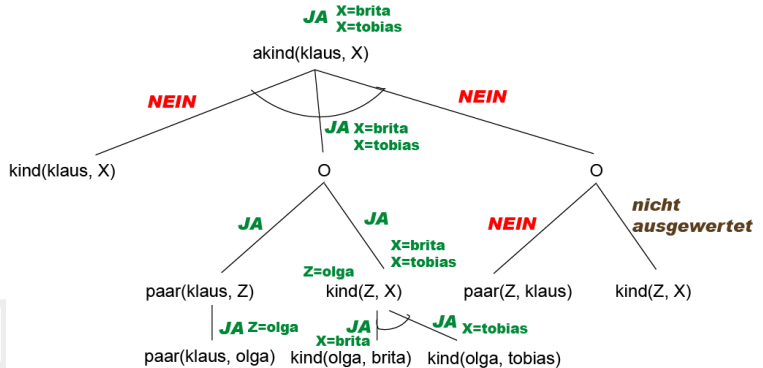 JA X=brita
X=tobias
akind(klaus, X)
NEIN
NEIN
JA X=brita
X=tobias
kind(klaus, X)
O
O
JA
JA
NEIN
nicht
ausgewertet
X=brita
X=tobias
Z=olga
paar(klaus, Z)
kind(Z, X)
paar(Z, klaus)
kind(Z, X)
JA Z=olga
JA
X=brita
JA X=tobias
paar(klaus, olga)
kind(olga, brita)
kind(olga, tobias)